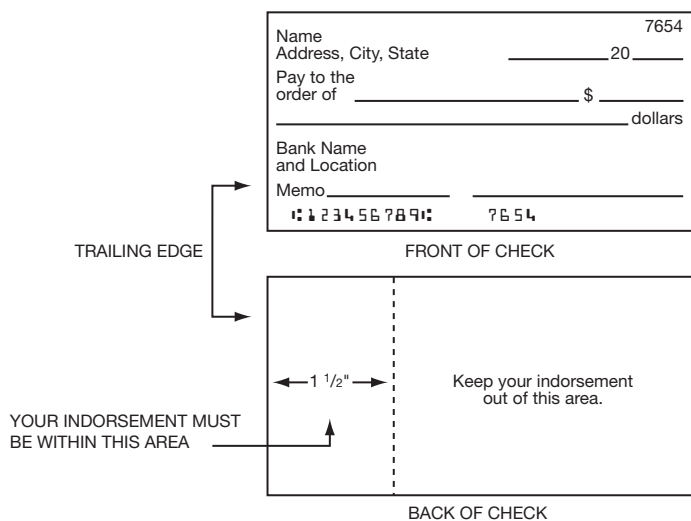 7654
Name
Address, City, State 20
Pay to the
order of $
dollars
Bank Name
and Location
Memo
⑆123456789⑆ 7654
TRAILING EDGE
FRONT OF CHECK
1 1/2"
Keep your indorsement
out of this area.
YOUR INDORSEMENT MUST
BE WITHIN THIS AREA
BACK OF CHECK